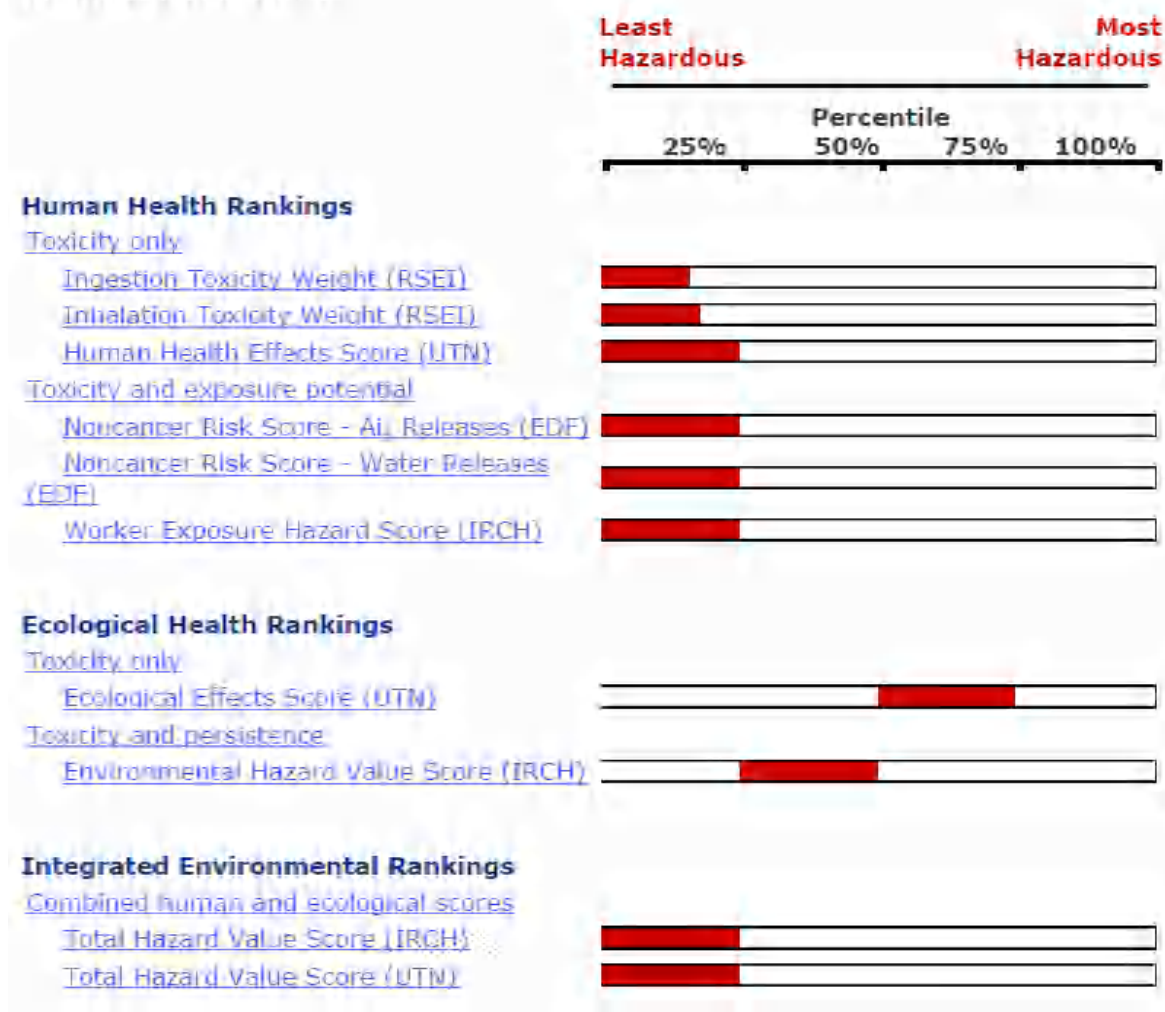 Least Most
Hazardous Hazardous
Percentile
25% 50% 75% 100%
Human Health Rankings
Toxicity only
Ingestion Toxicity Weight (RSEI)
Inhalation Toxicity Weight (RSEI)
Human Health Effects Score (UTN)
Toxicity and exposure potential
Noncancer Risk Score - Air Releases (EDF)
Noncancer Risk Score - Water Releases
(EDF)
Worker Exposure Hazard Score (IRCH)
Ecological Health Rankings
Toxicity only
Ecological Effects Score (UTN)
Toxicity and persistence
Environmental Hazard Value Score (IRCH)
Integrated Environmental Rankings
Combined human and ecological scores
Total Hazard Value Score (IRCH)
Total Hazard Value Score (UTN)